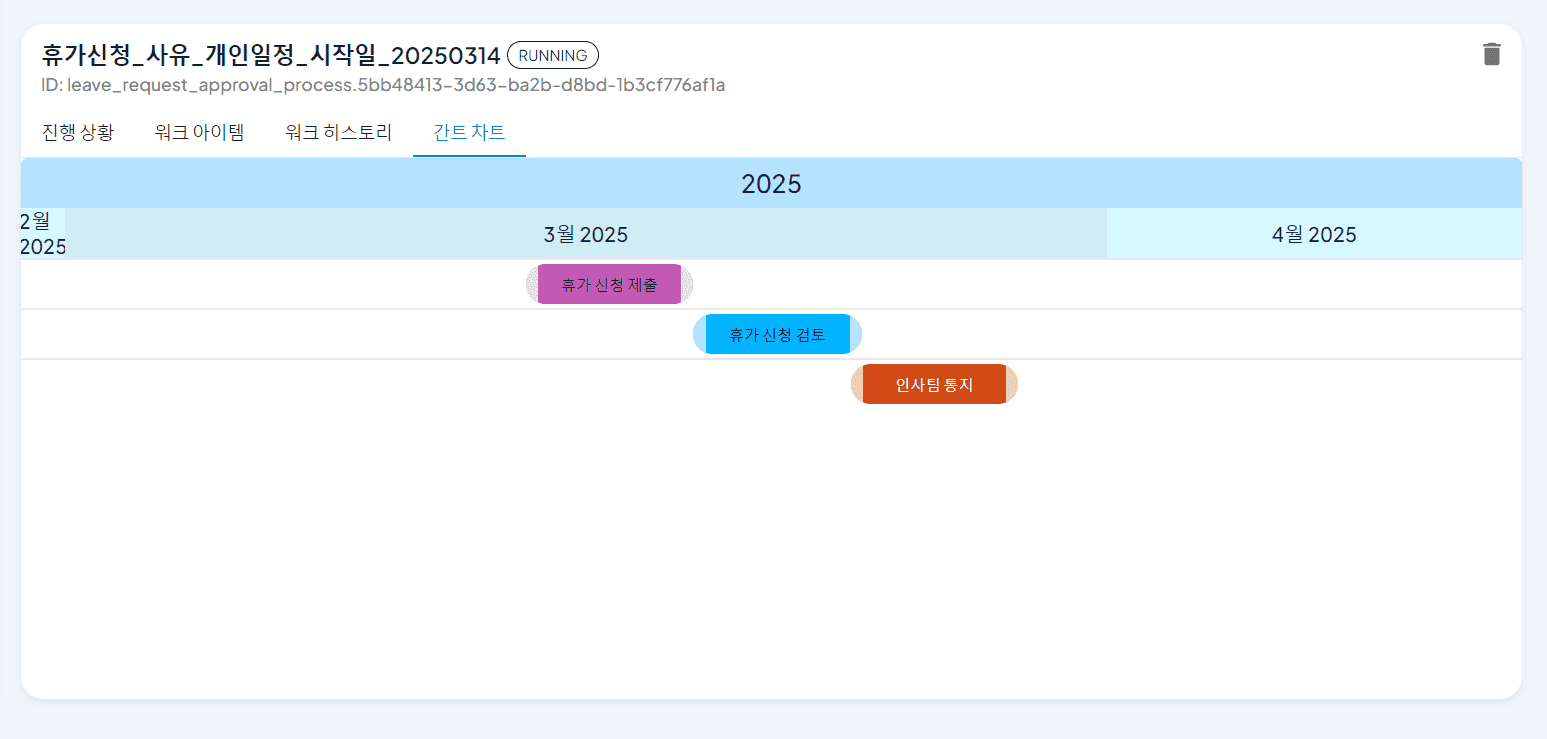 휴가신청_사유_개인일정_시작일_20250314 RUNNING
ID: leave_request_approval_process.5bb48413-3d63-ba2b-d8bd-1b3cf776af1a
진행 상황 워크 아이템 워크 히스토리 간트 차트
2025
2월
2025
3월 2025
4월 2025
휴가 신청 제출
휴가 신청 검토
인사팀 통지